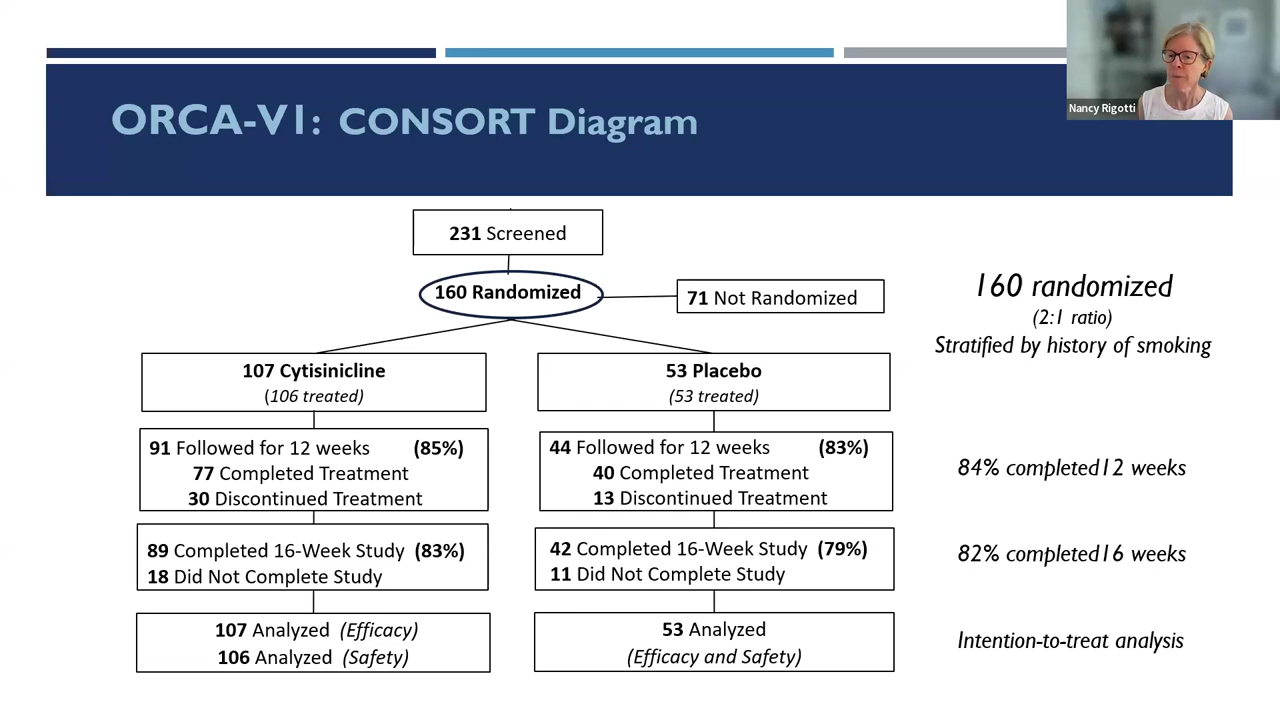 Nancy Rigotti
ORCA-V1: CONSORT Diagram
231 Screened
160 Randomized
71 Not Randomized
160 randomized
(2:1 ratio)
Stratified by history of smoking
107 Cytisinicline
(106 treated)
53 Placebo
(53 treated)
91 Followed for 12 weeks (85%)
77 Completed Treatment
30 Discontinued Treatment
44 Followed for 12 weeks (83%)
40 Completed Treatment
13 Discontinued Treatment
84% completed12 weeks
89 Completed 16-Week Study (83%)
18 Did Not Complete Study
42 Completed 16-Week Study (79%)
11 Did Not Complete Study
82% completed16 weeks
107 Analyzed (Efficacy)
106 Analyzed (Safety)
53 Analyzed
(Efficacy and Safety)
Intention-to-treat analysis